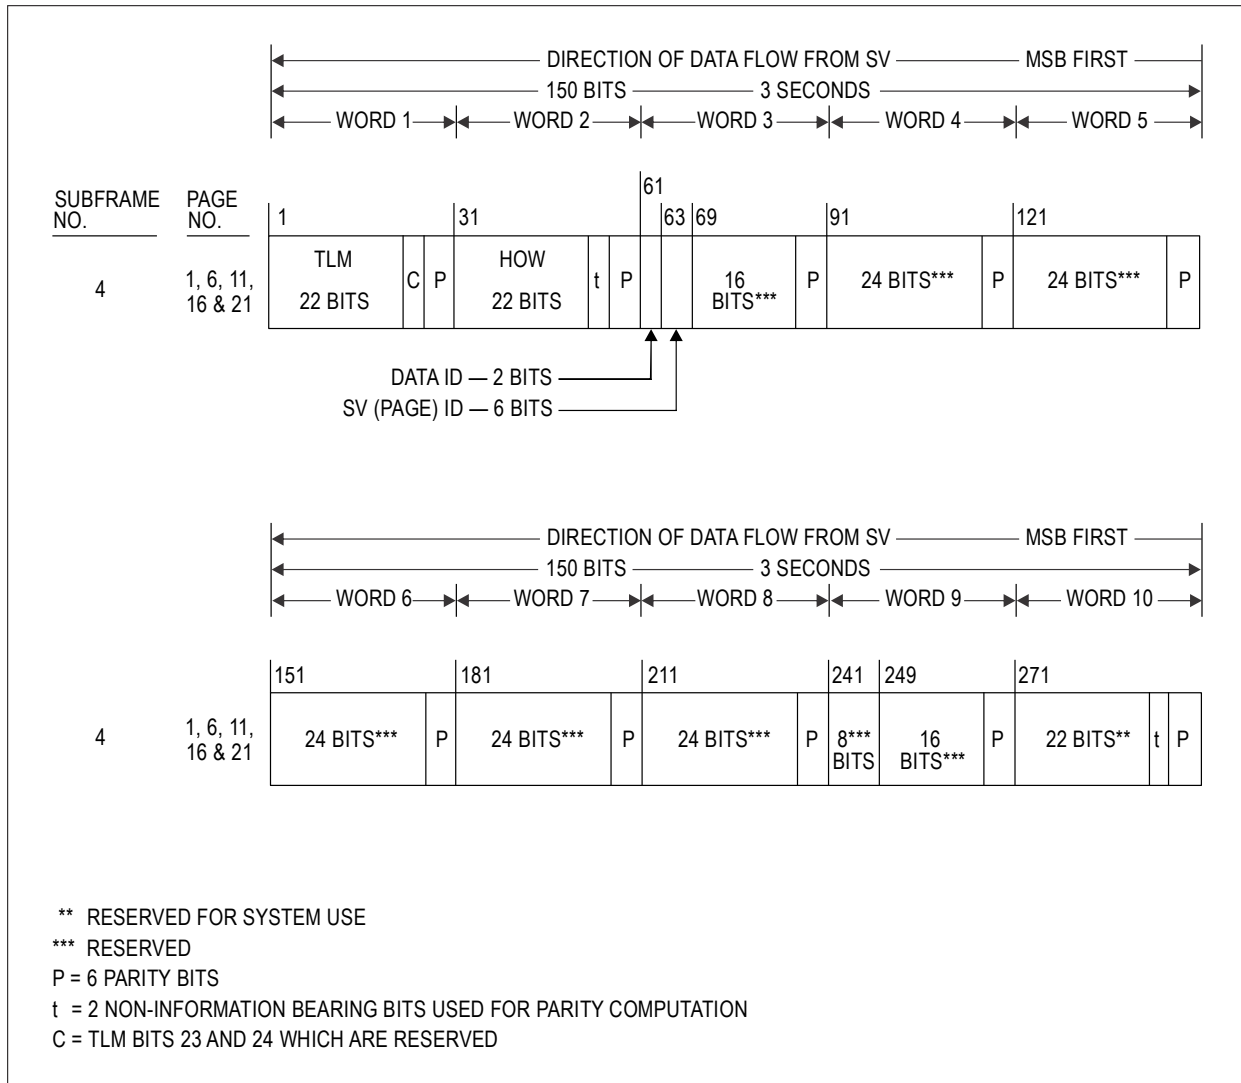 DIRECTION OF DATA FLOW FROM SV MSB FIRST
150 BITS 3 SECONDS
WORD 1 WORD 2 WORD 3 WORD 4 WORD 5
SUBFRAME NO. PAGE NO.
1 31 61 63 69 91 121
4
1, 6, 11,
16 & 21
TLM
22 BITS
C
P
HOW
22 BITS
t
P
16
BITS***
P
24 BITS***
P
24 BITS***
P
DATA ID — 2 BITS
SV (PAGE) ID — 6 BITS
DIRECTION OF DATA FLOW FROM SV MSB FIRST
150 BITS 3 SECONDS
WORD 6 WORD 7 WORD 8 WORD 9 WORD 10
151 181 211 241 249 271
4
1, 6, 11,
16 & 21
24 BITS***
P
24 BITS***
P
24 BITS***
P
8***
BITS
16
BITS***
P
22 BITS**
t
P
** RESERVED FOR SYSTEM USE
*** RESERVED
P = 6 PARITY BITS
t = 2 NON-INFORMATION BEARING BITS USED FOR PARITY COMPUTATION
C = TLM BITS 23 AND 24 WHICH ARE RESERVED